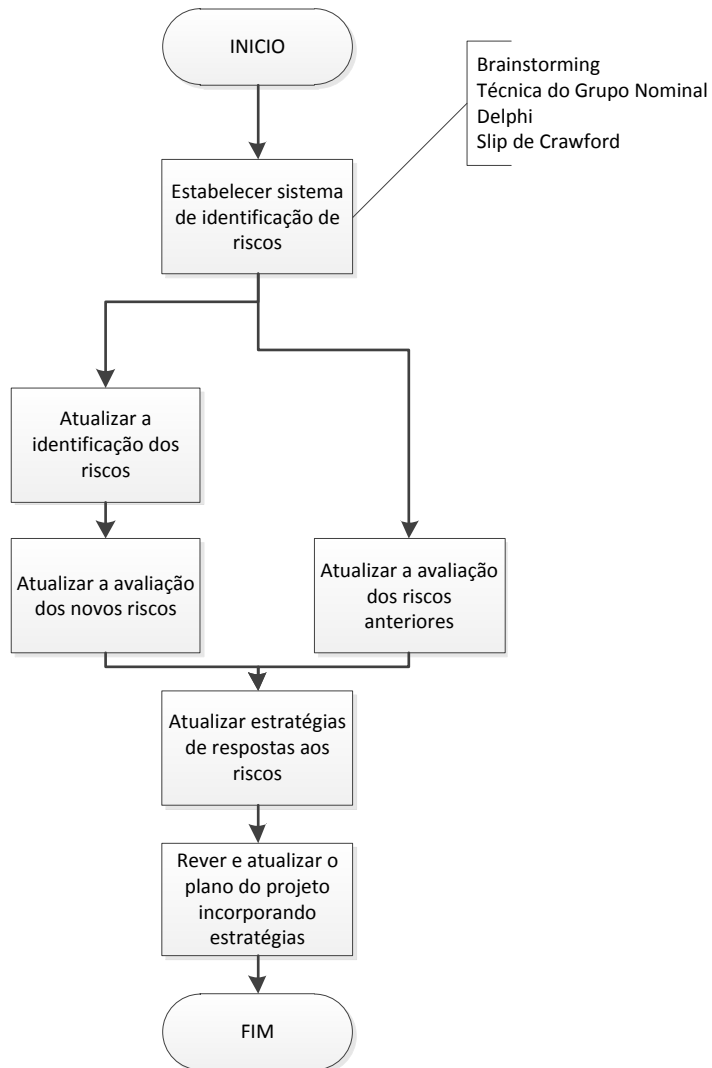 INICIO
Brainstorming
Técnica do Grupo Nominal
Delphi
Slip de Crawford
Estabelecer sistema
de identificação de
riscos
Atualizar a
identificação dos
riscos
Atualizar a avaliação
dos novos riscos
Atualizar a avaliação
dos riscos
anteriores
Atualizar estratégias
de respostas aos
riscos
Rever e atualizar o
plano do projeto
incorporando
estratégias
FIM